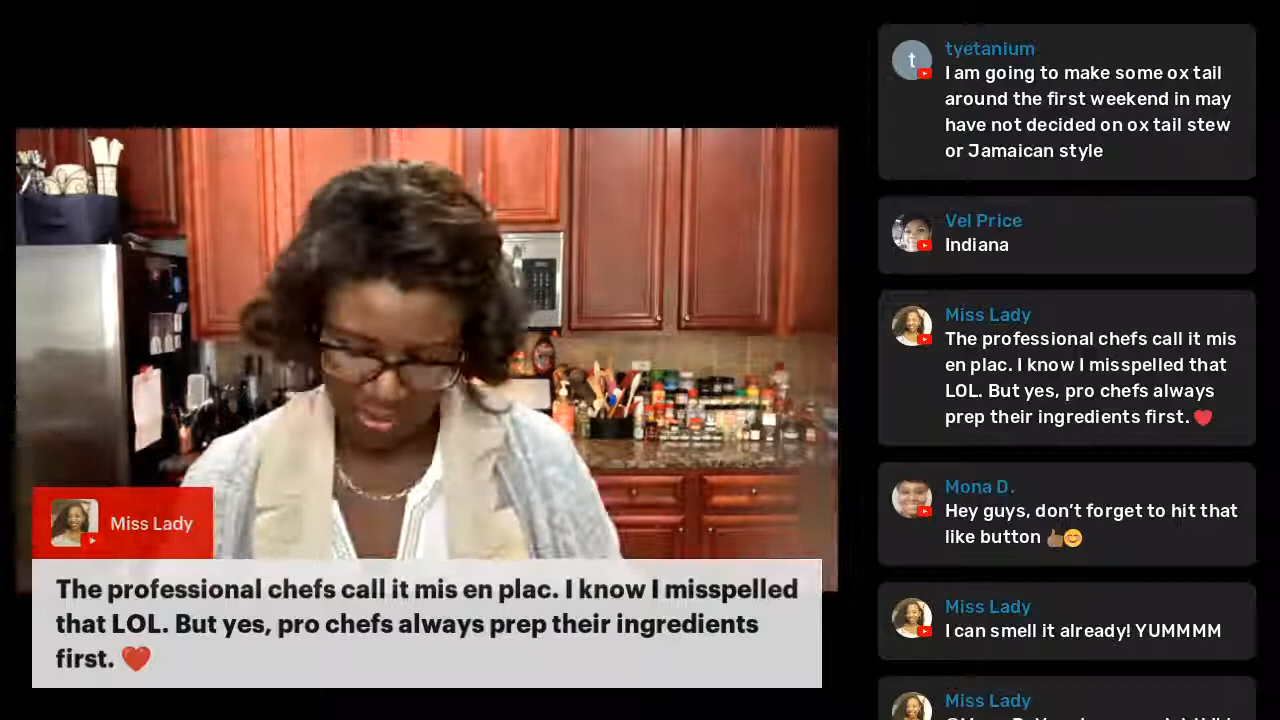 tyetanium
I am going to make some ox tail
around the first weekend in may
have not decided on ox tail stew
or Jamaican style
Vel Price
Indiana
Miss Lady
The professional chefs call it mis
en plac. I know I misspelled that
LOL. But yes, pro chefs always
prep their ingredients first. ❤️
Mona D.
Hey guys, don’t forget to hit that
like button 👍🏾😊
Miss Lady
I can smell it already! YUMMMM
Miss Lady
Miss Lady
The professional chefs call it mis en plac. I know I misspelled
that LOL. But yes, pro chefs always prep their ingredients
first. ❤️
t